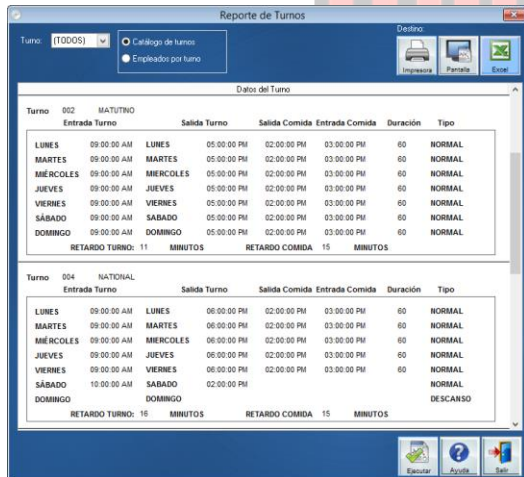 Reporte de Turnos
Turno: (TODOS)
Catálogo de turnos
Empleados por turno
Destino:
Impresora Pantalla Excel
Datos del Turno
Turno 002 MATUTINO
Entrada Turno Salida Turno Salida Comida Entrada Comida Duración Tipo
LUNES 09:00:00 AM LUNES 05:00:00 PM 02:00:00 PM 03:00:00 PM 60 NORMAL
MARTES 09:00:00 AM MARTES 05:00:00 PM 02:00:00 PM 03:00:00 PM 60 NORMAL
MIÉRCOLES 09:00:00 AM MIERCOLES 05:00:00 PM 02:00:00 PM 03:00:00 PM 60 NORMAL
JUEVES 09:00:00 AM JUEVES 05:00:00 PM 02:00:00 PM 03:00:00 PM 60 NORMAL
VIERNES 09:00:00 AM VIERNES 05:00:00 PM 02:00:00 PM 03:00:00 PM 60 NORMAL
SÁBADO 09:00:00 AM SABADO 05:00:00 PM 02:00:00 PM 03:00:00 PM 60 NORMAL
DOMINGO 09:00:00 AM DOMINGO 05:00:00 PM 02:00:00 PM 03:00:00 PM 60 NORMAL
RETARDO TURNO: 11 MINUTOS RETARDO COMIDA 15 MINUTOS
Turno 004 NATIONAL
Entrada Turno Salida Turno Salida Comida Entrada Comida Duración Tipo
LUNES 09:00:00 AM LUNES 06:00:00 PM 02:00:00 PM 03:00:00 PM 60 NORMAL
MARTES 09:00:00 AM MARTES 06:00:00 PM 02:00:00 PM 03:00:00 PM 60 NORMAL
MIÉRCOLES 09:00:00 AM MIERCOLES 06:00:00 PM 02:00:00 PM 03:00:00 PM 60 NORMAL
JUEVES 09:00:00 AM JUEVES 06:00:00 PM 02:00:00 PM 03:00:00 PM 60 NORMAL
VIERNES 09:00:00 AM VIERNES 06:00:00 PM 02:00:00 PM 03:00:00 PM 60 NORMAL
SÁBADO 10:00:00 AM SABADO 02:00:00 PM NORMAL
DOMINGO DOMINGO DESCANSO
RETARDO TURNO: 16 MINUTOS RETARDO COMIDA 15 MINUTOS
Ejecutar Ayuda Salir